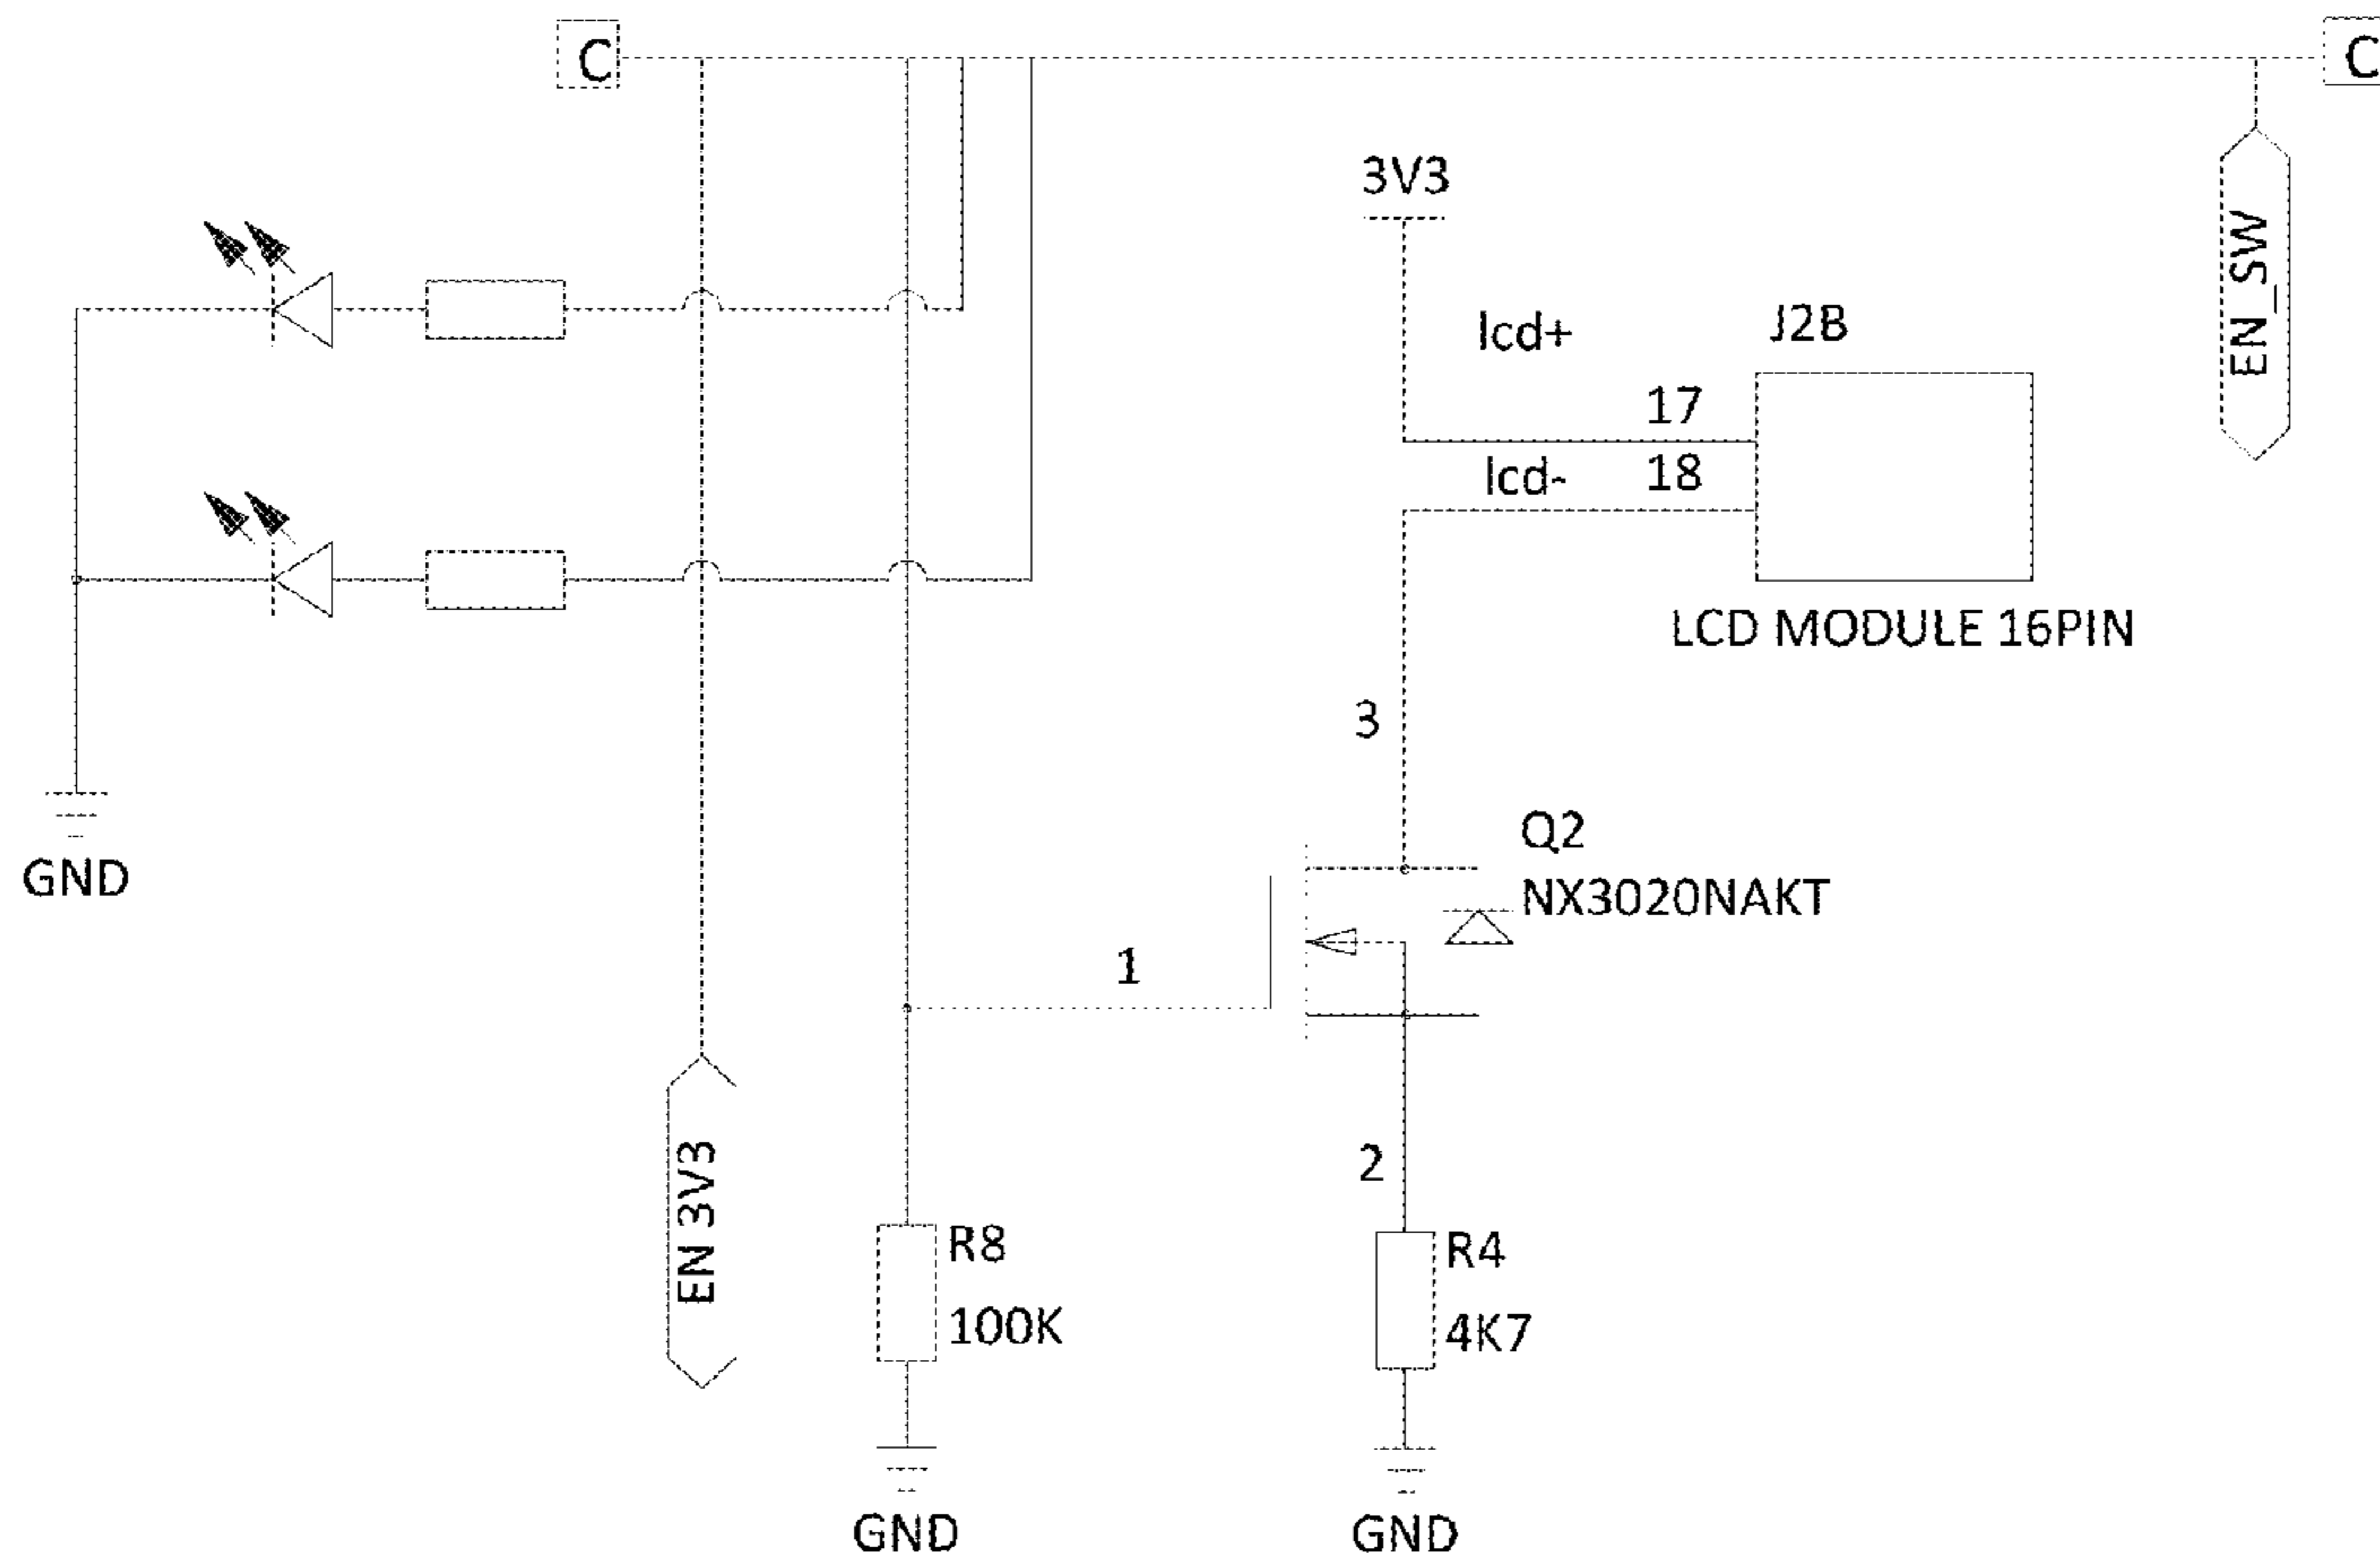 C
C
3V3
EN_SW
lcd+
J2B
17
lcd-
18
LCD MODULE 16PIN
3
Q2
NX3020NAKT
GND
1
2
EN 3V3
R8
100K
R4
4K7
GND
GND